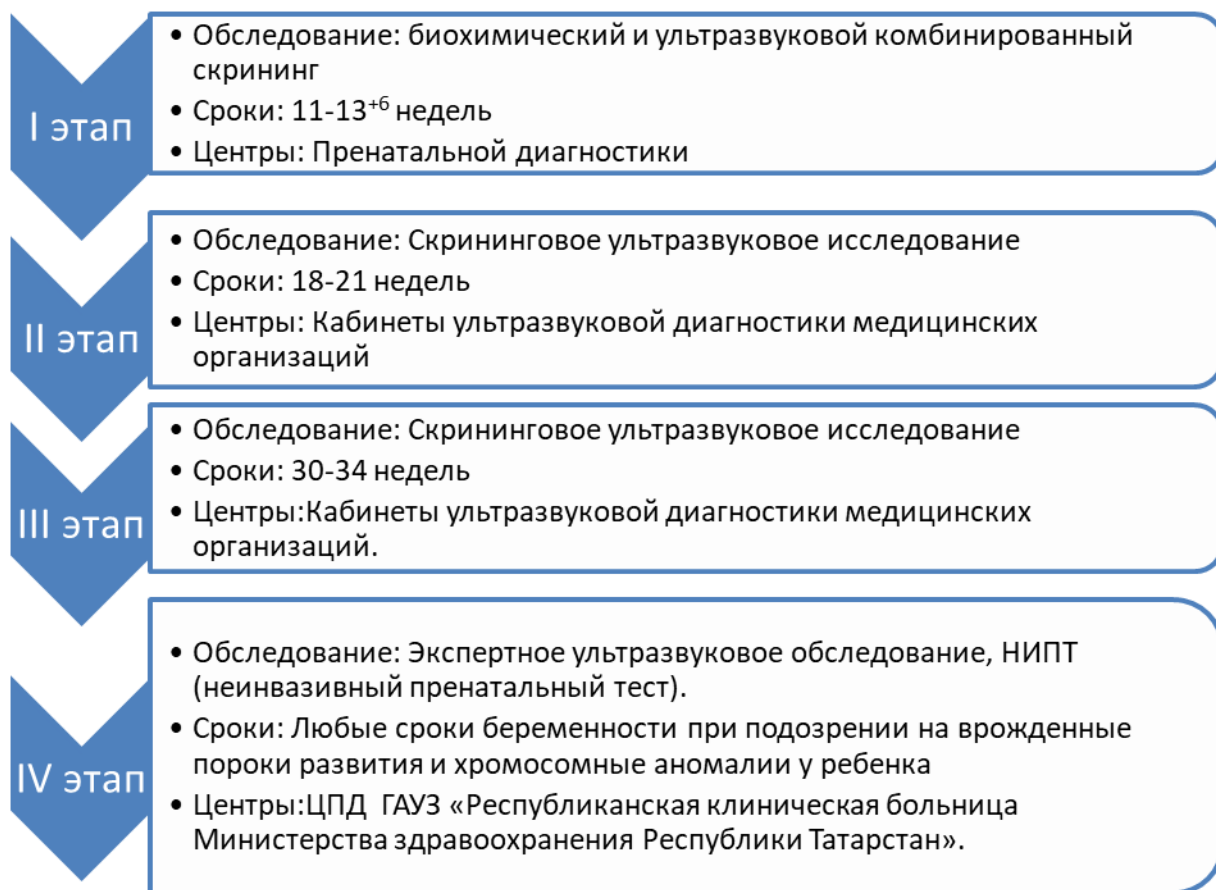 I этап
• Обследование: биохимический и ультразвуковой комбинированный
скрининг
• Сроки: 11-13⁺⁶ недель
• Центры: Пренатальной диагностики
II этап
• Обследование: Скрининговое ультразвуковое исследование
• Сроки: 18-21 недель
• Центры: Кабинеты ультразвуковой диагностики медицинских
организаций
III этап
• Обследование: Скрининговое ультразвуковое исследование
• Сроки: 30-34 недель
• Центры:Кабинеты ультразвуковой диагностики медицинских
организаций.
IV этап
• Обследование: Экспертное ультразвуковое обследование, НИПТ
(неинвазивный пренатальный тест).
• Сроки: Любые сроки беременности при подозрении на врожденные
пороки развития и хромосомные аномалии у ребенка
• Центры:ЦПД ГАУЗ «Республиканская клиническая больница
Министерства здравоохранения Республики Татарстан».